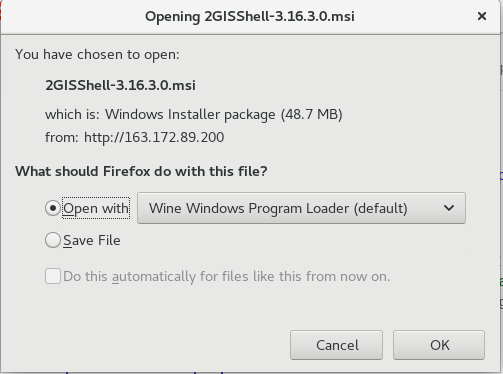 Opening 2GISShell-3.16.3.0.msi
You have chosen to open:
2GISShell-3.16.3.0.msi
which is: Windows Installer package (48.7 MB)
from: http://163.172.89.200
What should Firefox do with this file?
Open with Wine Windows Program Loader (default)
Save File
Do this automatically for files like this from now on.
Cancel OK